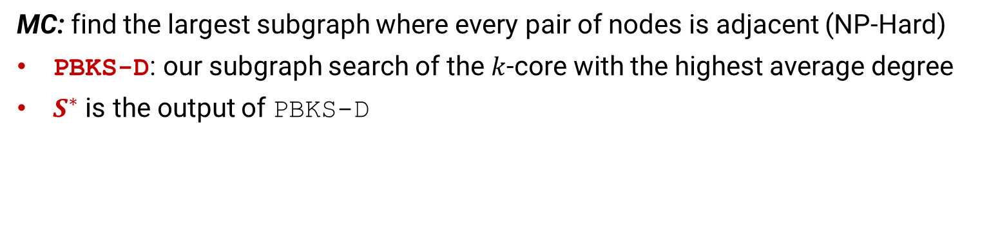 MC: find the largest subgraph where every pair of nodes is adjacent (NP-Hard)
• PBKS-D: our subgraph search of the k-core with the highest average degree
• S* is the output of PBKS-D